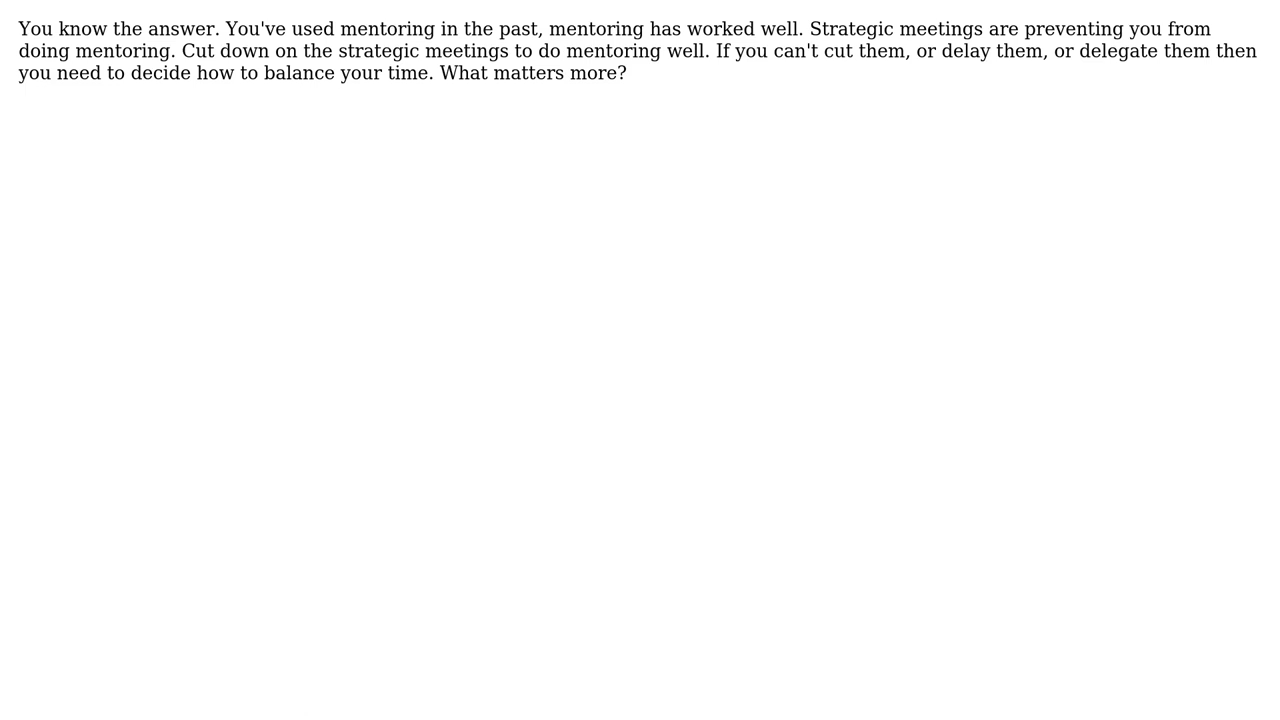 You know the answer. You've used mentoring in the past, mentoring has worked well. Strategic meetings are preventing you from
doing mentoring. Cut down on the strategic meetings to do mentoring well. If you can't cut them, or delay them, or delegate them then
you need to decide how to balance your time. What matters more?